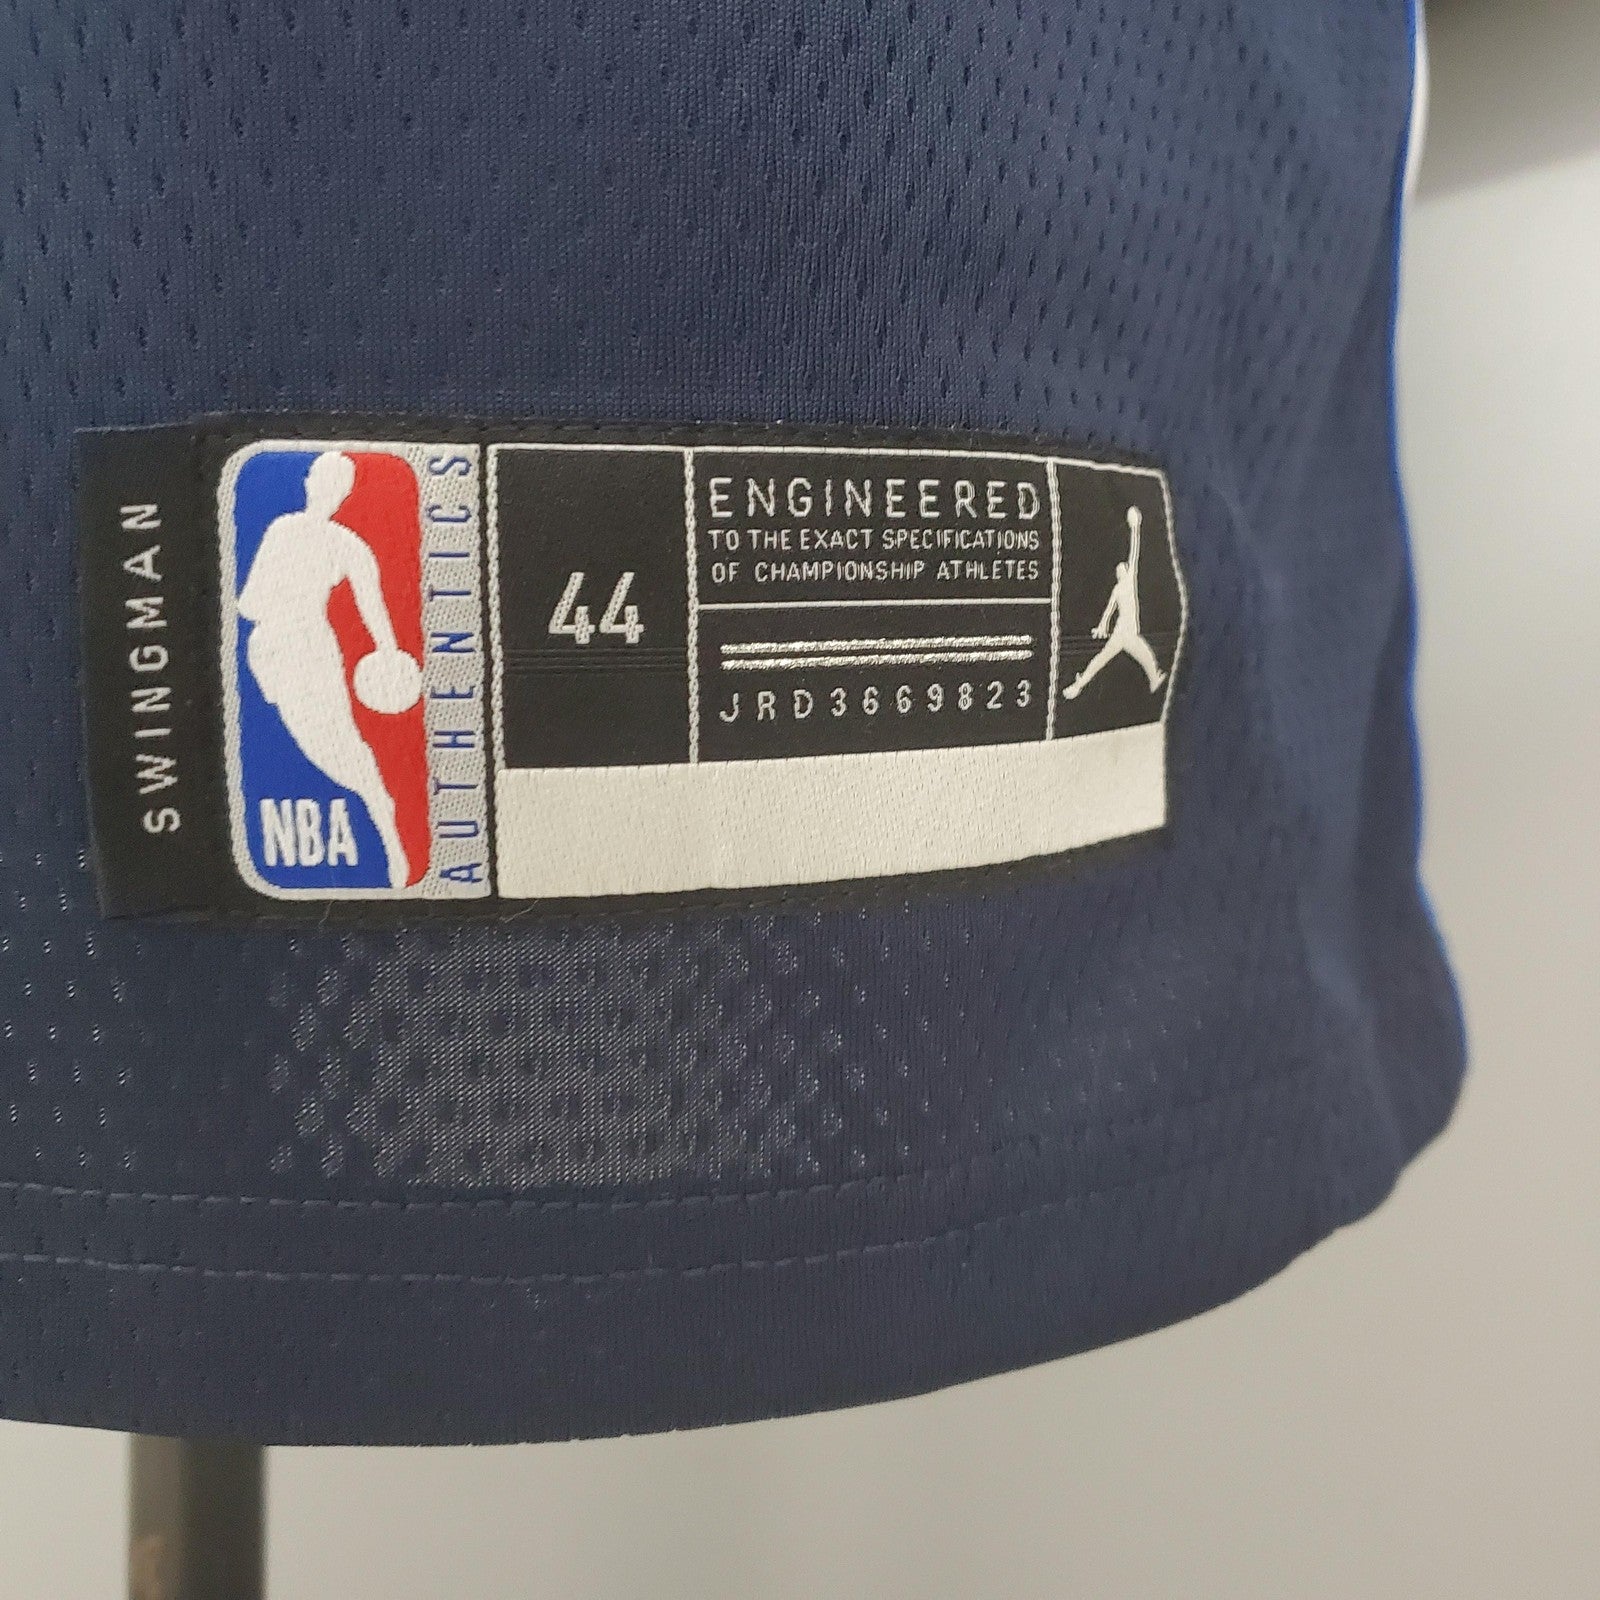 SWINGMAN
NBA
AUTHENTICS
44
ENGINEERED
TO THE EXACT SPECIFICATIONS
OF CHAMPIONSHIP ATHLETES
JRD3669823